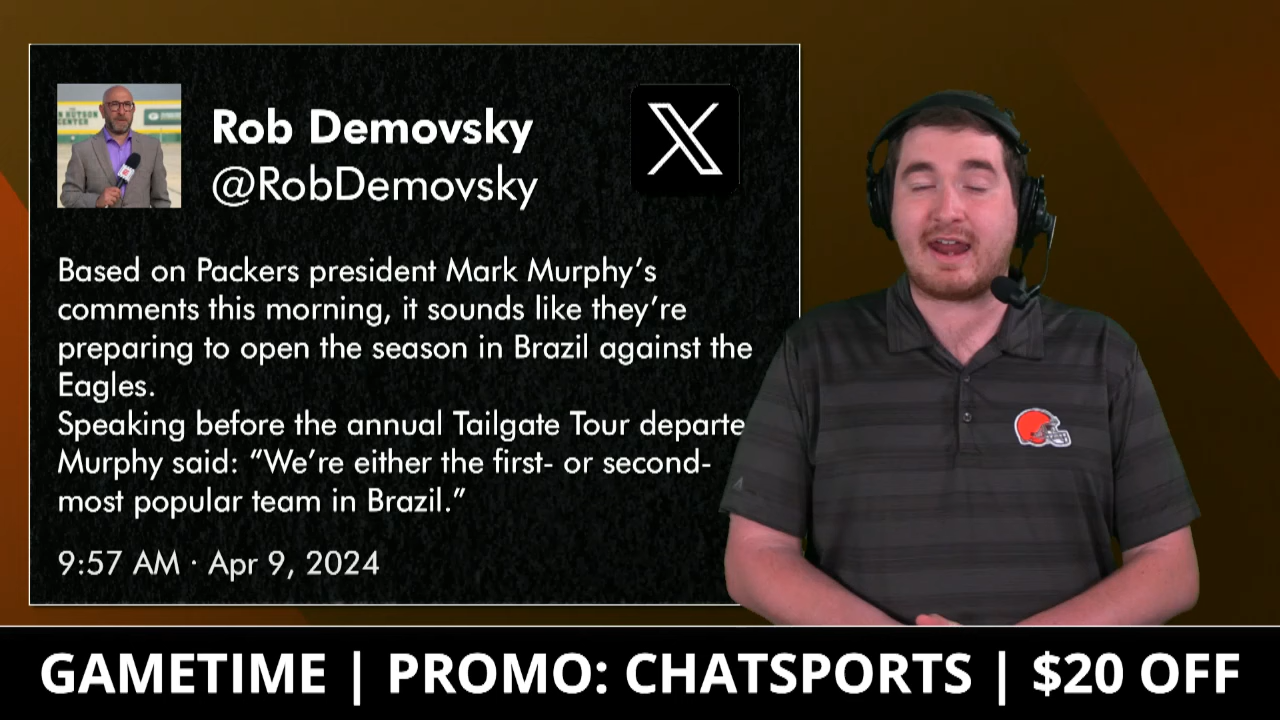 Rob Demovsky
@RobDemovsky
Based on Packers president Mark Murphy's
comments this morning, it sounds like they're
preparing to open the season in Brazil against the
Eagles.
Speaking before the annual Tailgate Tour departe
Murphy said: “We're either the first- or second-
most popular team in Brazil.”
9:57 AM · Apr 9, 2024
GAMETIME | PROMO: CHATSPORTS | $20 OFF